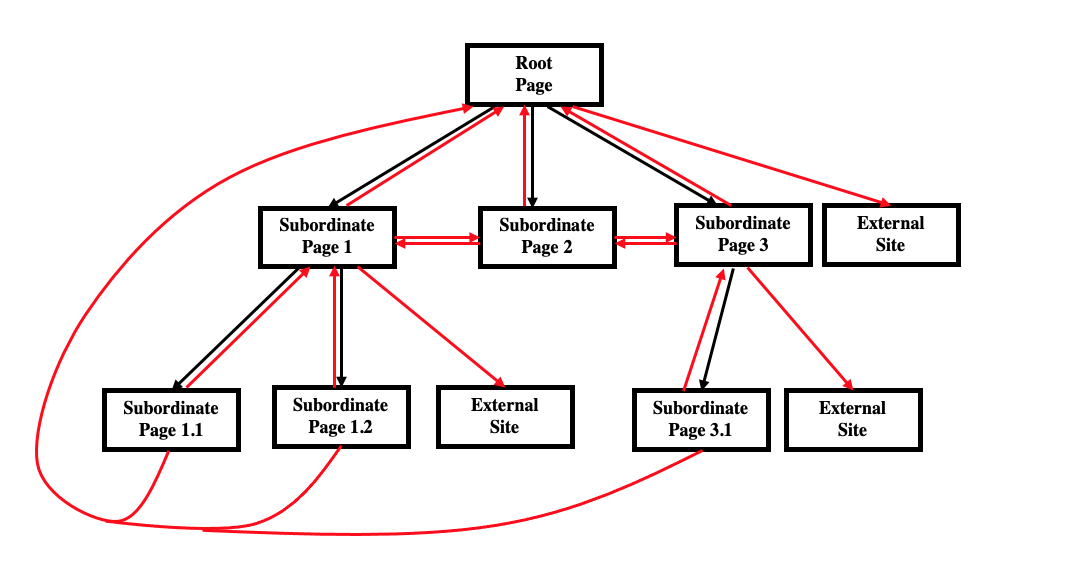 Root
Page
Subordinate
Page 1
Subordinate
Page 2
Subordinate
Page 3
External
Site
Subordinate
Page 1.1
Subordinate
Page 1.2
External
Site
Subordinate
Page 3.1
External
Site